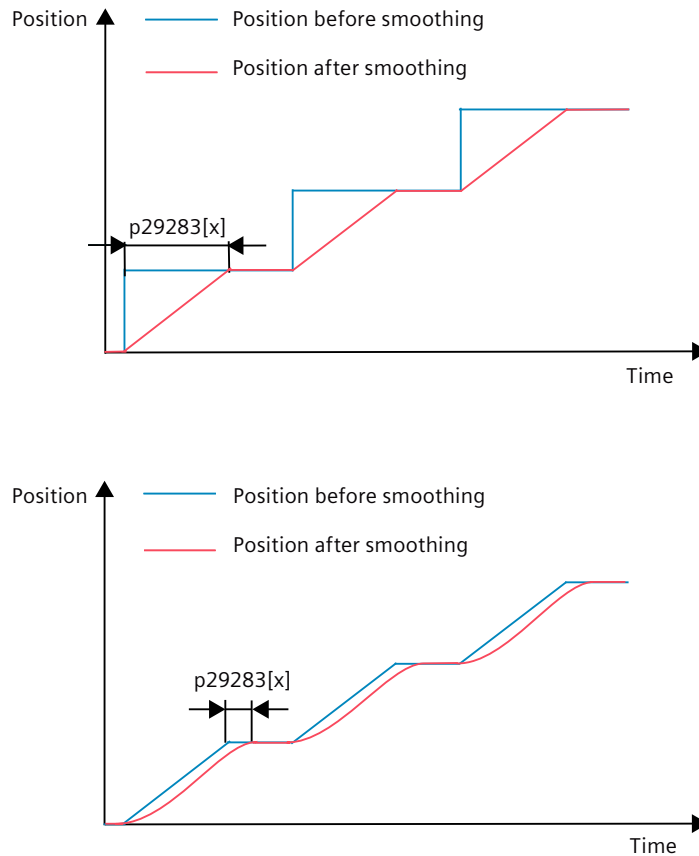 Position
Position before smoothing
Position after smoothing
p29283[x]
Time
Position
Position before smoothing
Position after smoothing
p29283[x]
Time